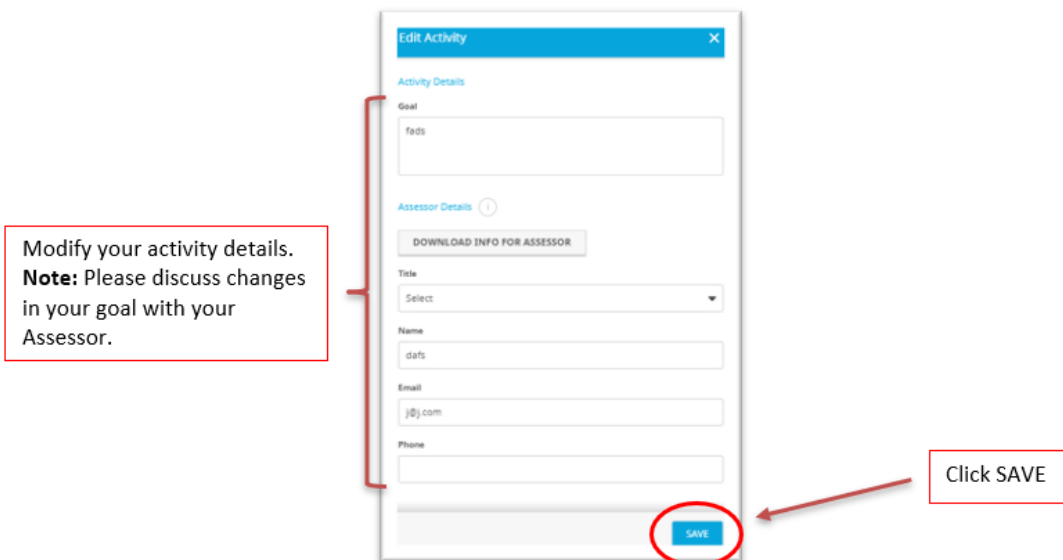 Edit Activity
Activity Details
Goal
fads
Assessor Details
DOWNLOAD INFO FOR ASSESSOR
Title
Select
Name
dafs
Email
j@j.com
Phone
SAVE
Modify your activity details.
Note: Please discuss changes
in your goal with your
Assessor.
Click SAVE